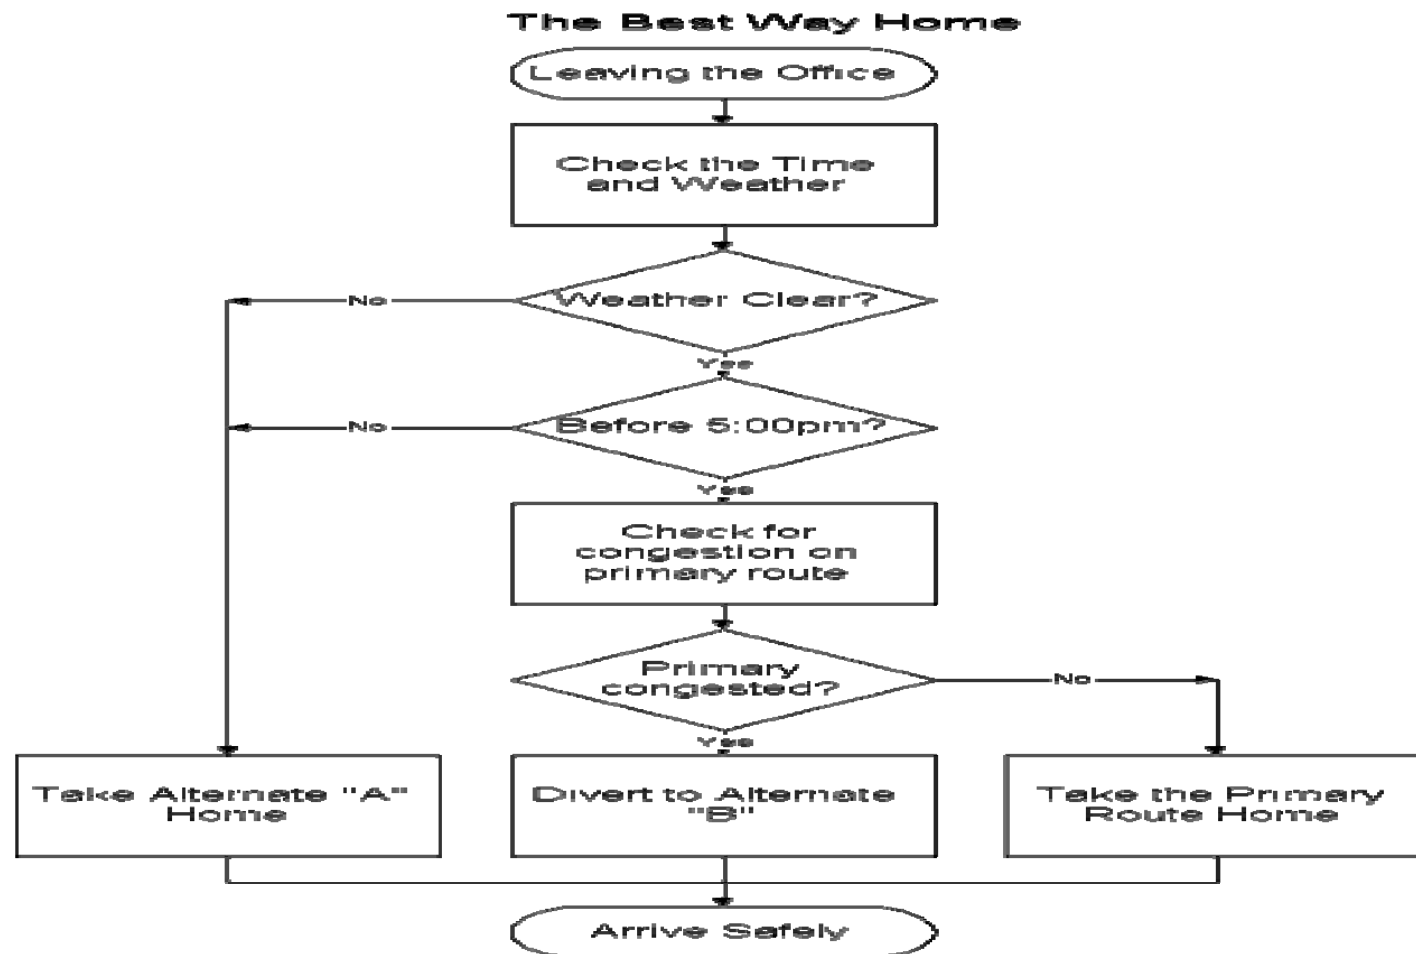 The Best Way Home
Leaving the Office
Check the Time
and Weather
Weather Clear?
No
Yes
Before 5:00pm?
No
Yes
Check for
congestion on
primary route
Primary
congested?
No
Yes
Take Alternate "A"
Home
Divert to Alternate
"B"
Take the Primary
Route Home
Arrive Safely